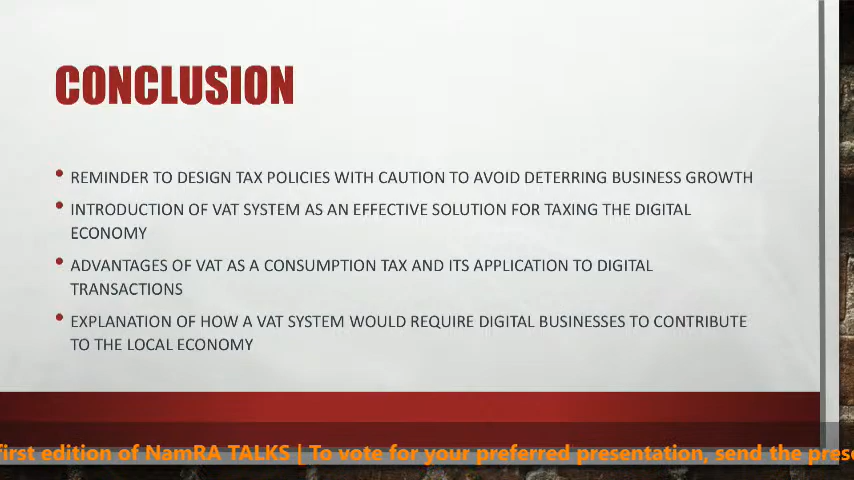 CONCLUSION
• REMINDER TO DESIGN TAX POLICIES WITH CAUTION TO AVOID DETERRING BUSINESS GROWTH
• INTRODUCTION OF VAT SYSTEM AS AN EFFECTIVE SOLUTION FOR TAXING THE DIGITAL
ECONOMY
• ADVANTAGES OF VAT AS A CONSUMPTION TAX AND ITS APPLICATION TO DIGITAL
TRANSACTIONS
• EXPLANATION OF HOW A VAT SYSTEM WOULD REQUIRE DIGITAL BUSINESSES TO CONTRIBUTE
TO THE LOCAL ECONOMY
first edition of NamRA TALKS | To vote for your preferred presentation, send the prese